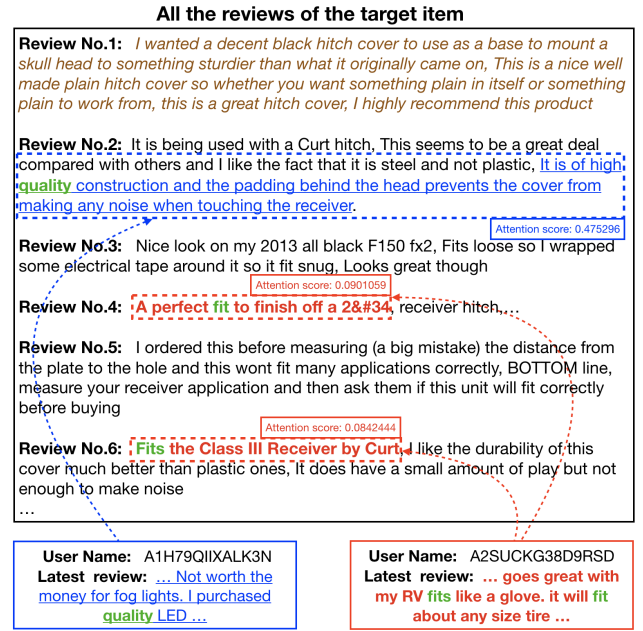 All the reviews of the target item
Review No.1: I wanted a decent black hitch cover to use as a base to mount a
skull head to something sturdier than what it originally came on, This is a nice well
made plain hitch cover so whether you want something plain in itself or something
plain to work from, this is a great hitch cover, I highly recommend this product
Review No.2: It is being used with a Curt hitch, This seems to be a great deal
compared with others and I like the fact that it is steel and not plastic, It is of high
quality construction and the padding behind the head prevents the cover from
making any noise when touching the receiver.
Attention score: 0.475296
Review No.3: Nice look on my 2013 all black F150 fx2, Fits loose so I wrapped
some electrical tape around it so it fit snug, Looks great though
Attention score: 0.0901059
Review No.4: A perfect fit to finish off a 2&#34, receiver hitch,...
Review No.5: I ordered this before measuring (a big mistake) the distance from
the plate to the hole and this wont fit many applications correctly, BOTTOM line,
measure your receiver application and then ask them if this unit will fit correctly
before buying
Attention score: 0.0842444
Review No.6: Fits the Class III Receiver by Curt, I like the durability of this
cover much better than plastic ones, It does have a small amount of play but not
enough to make noise
...
User Name: A1H79QIIXALK3N
Latest review: ... Not worth the
money for fog lights. I purchased
quality LED ...
User Name: A2SUCKG38D9RSD
Latest review: ... goes great with
my RV fits like a glove. it will fit
about any size tire ...